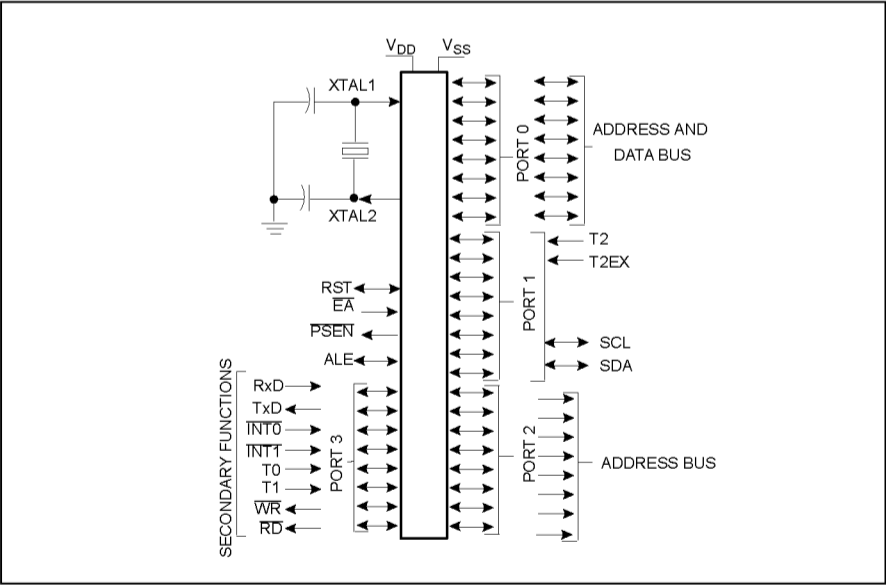 VDD
VSS
XTAL1
XTAL2
PORT 0
ADDRESS AND
DATA BUS
T2
T2EX
PORT 1
SCL
SDA
RST
EA
PSEN
ALE
SECONDARY FUNCTIONS
RxD
TxD
INT0
INT1
T0
T1
WR
RD
PORT 3
PORT 2
ADDRESS BUS